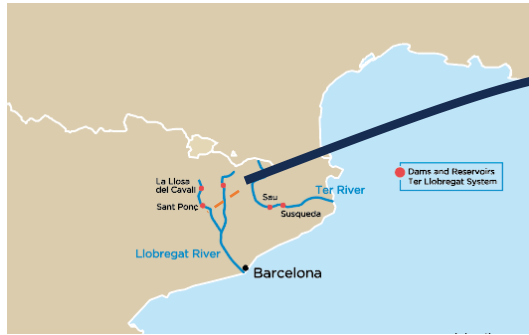 La Llosa
del Cavall
Sant Ponç
Sau
Susqueda
Ter River
Llobregat River
Barcelona
Dams and Reservoirs
Ter Llobregat System